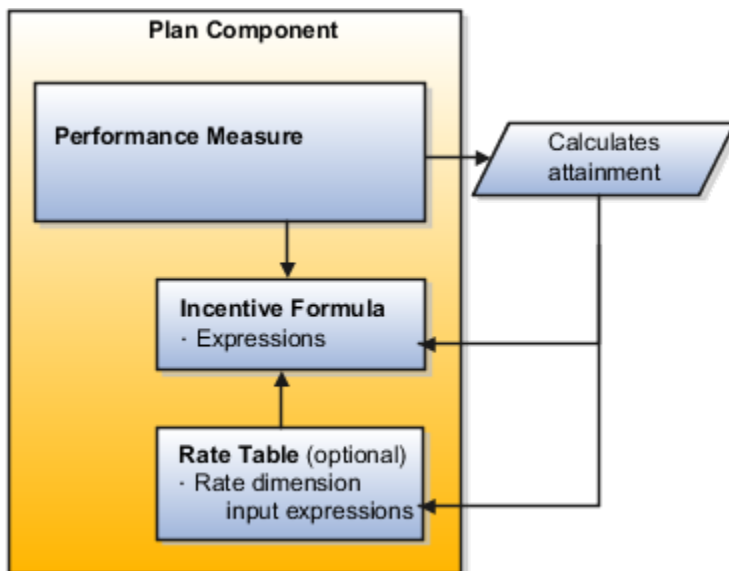 Plan Component
Performance Measure
Calculates
attainment
Incentive Formula
· Expressions
Rate Table (optional)
· Rate dimension
input expressions